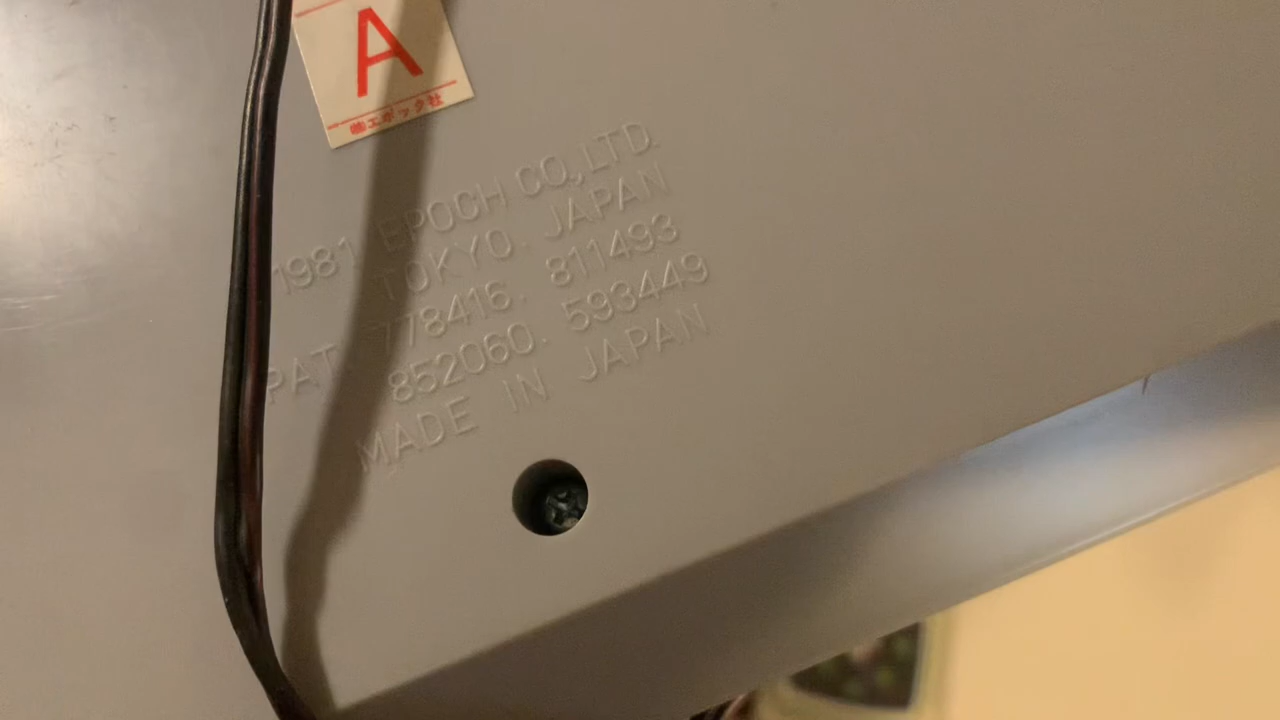 A
㈱エポック社
1981 EPOCH CO.,LTD.
TOKYO. JAPAN
PAT. 778416. 811493
852060. 593449
MADE IN JAPAN